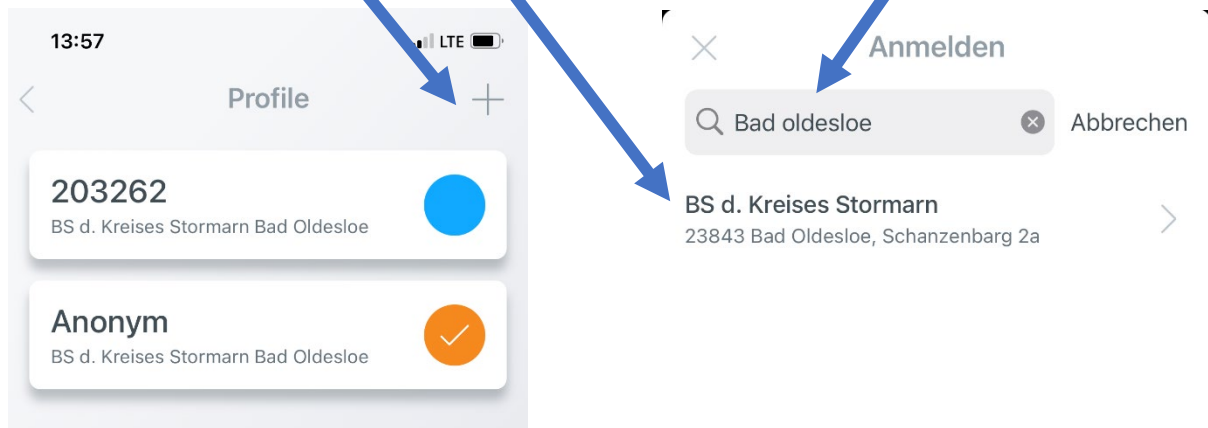 13:57
LTE
Profile
203262
BS d. Kreises Stormarn Bad Oldesloe
Anonym
BS d. Kreises Stormarn Bad Oldesloe
Anmelden
Bad oldesloe
Abbrechen
BS d. Kreises Stormarn
23843 Bad Oldesloe, Schanzenbarg 2a